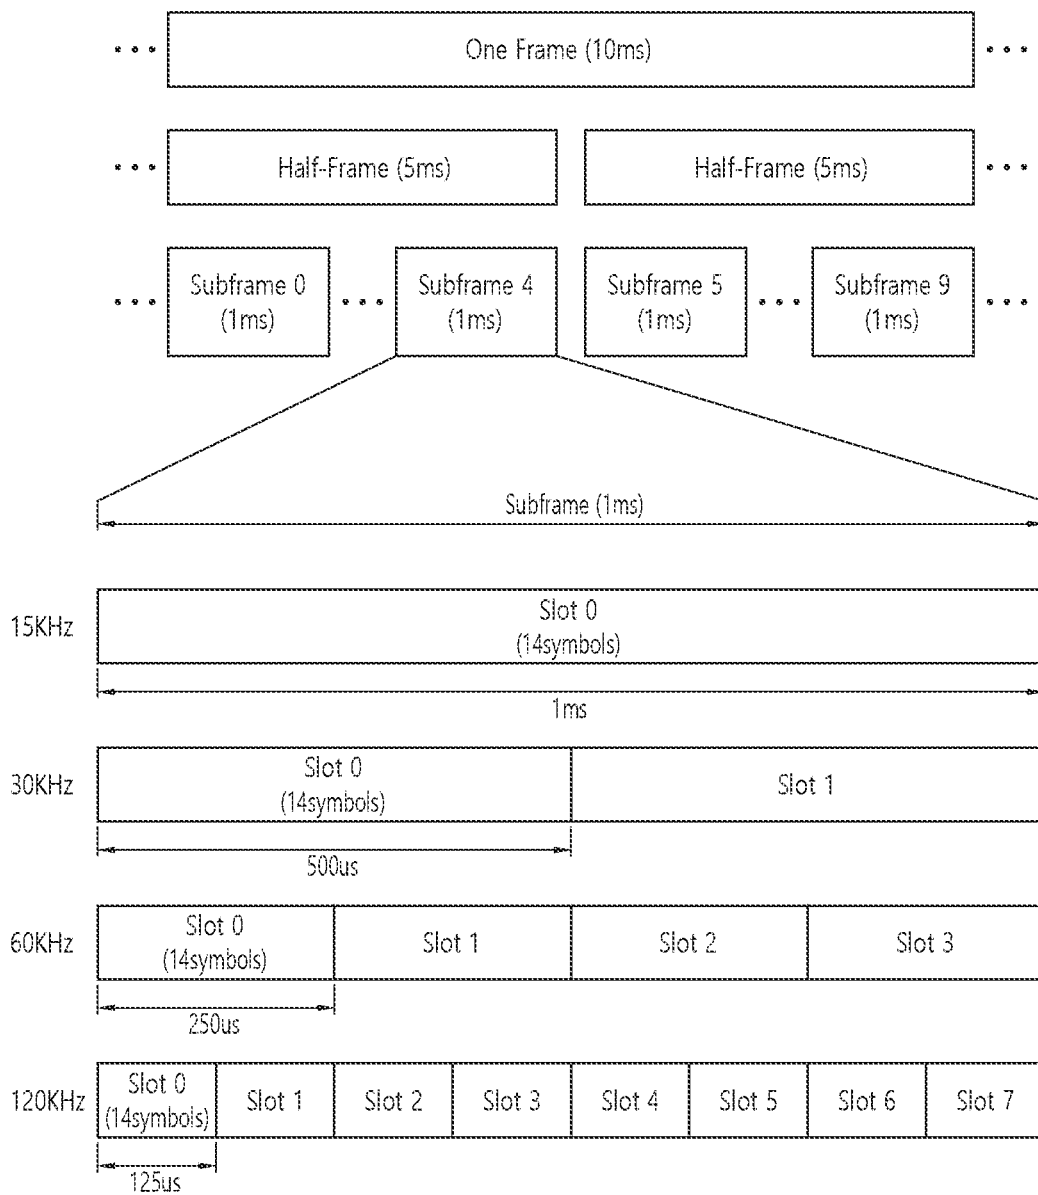 ••• One Frame (10ms) •••
••• Half-Frame (5ms) Half-Frame (5ms) •••
Subframe 0 Subframe 4 Subframe 5 Subframe 9
••• (1ms) ••• (1ms) (1ms) ••• (1ms) •••
Subframe (1ms)
15KHz Slot 0
(14symbols)
1ms
30KHz Slot 0 Slot 1
(14symbols)
500us
60KHz Slot 0 Slot 1 Slot 2 Slot 3
(14symbols)
250us
120KHz Slot 0 Slot 1 Slot 2 Slot 3 Slot 4 Slot 5 Slot 6 Slot 7
(14symbols)
125us